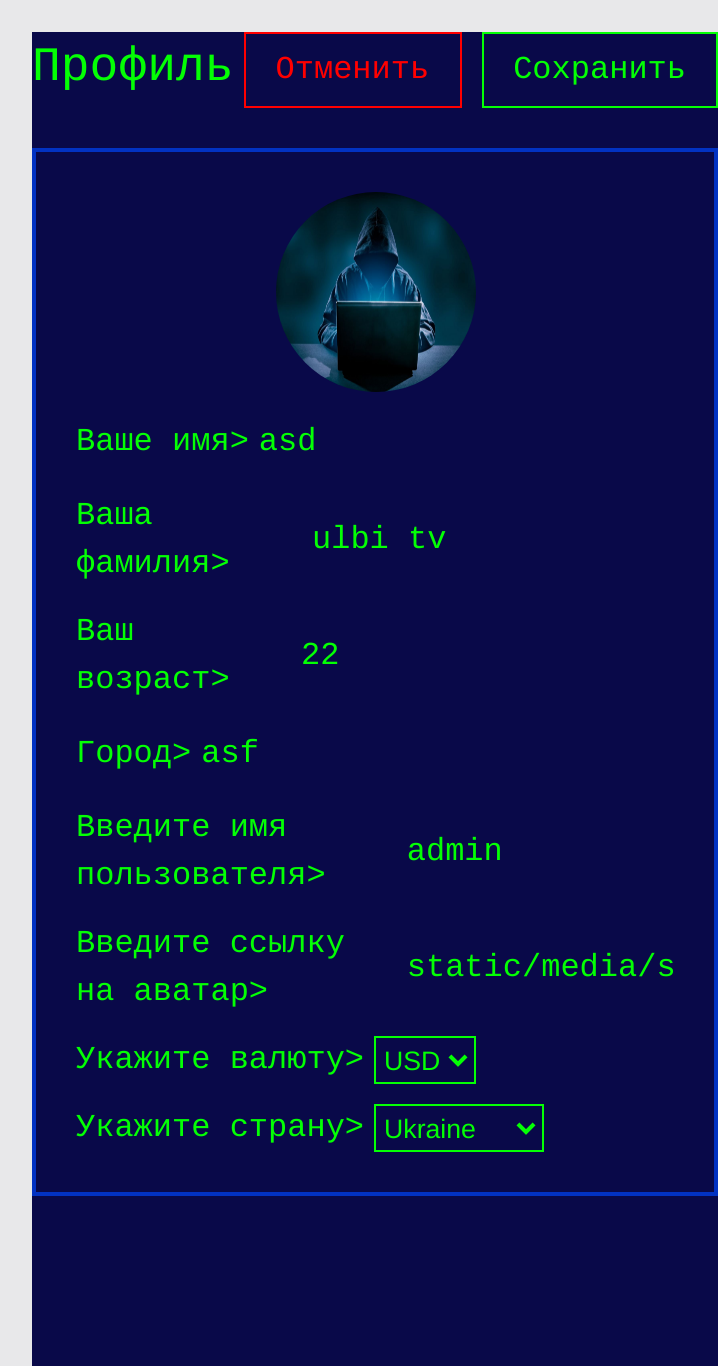 Профиль Отменить Сохранить
Ваше имя> asd
Ваша
фамилия> ulbi tv
Ваш
возраст> 22
Город> asf
Введите имя
пользователя> admin
Введите ссылку
на аватар> static/media/s
Укажите валюту> USD
Укажите страну> Ukraine